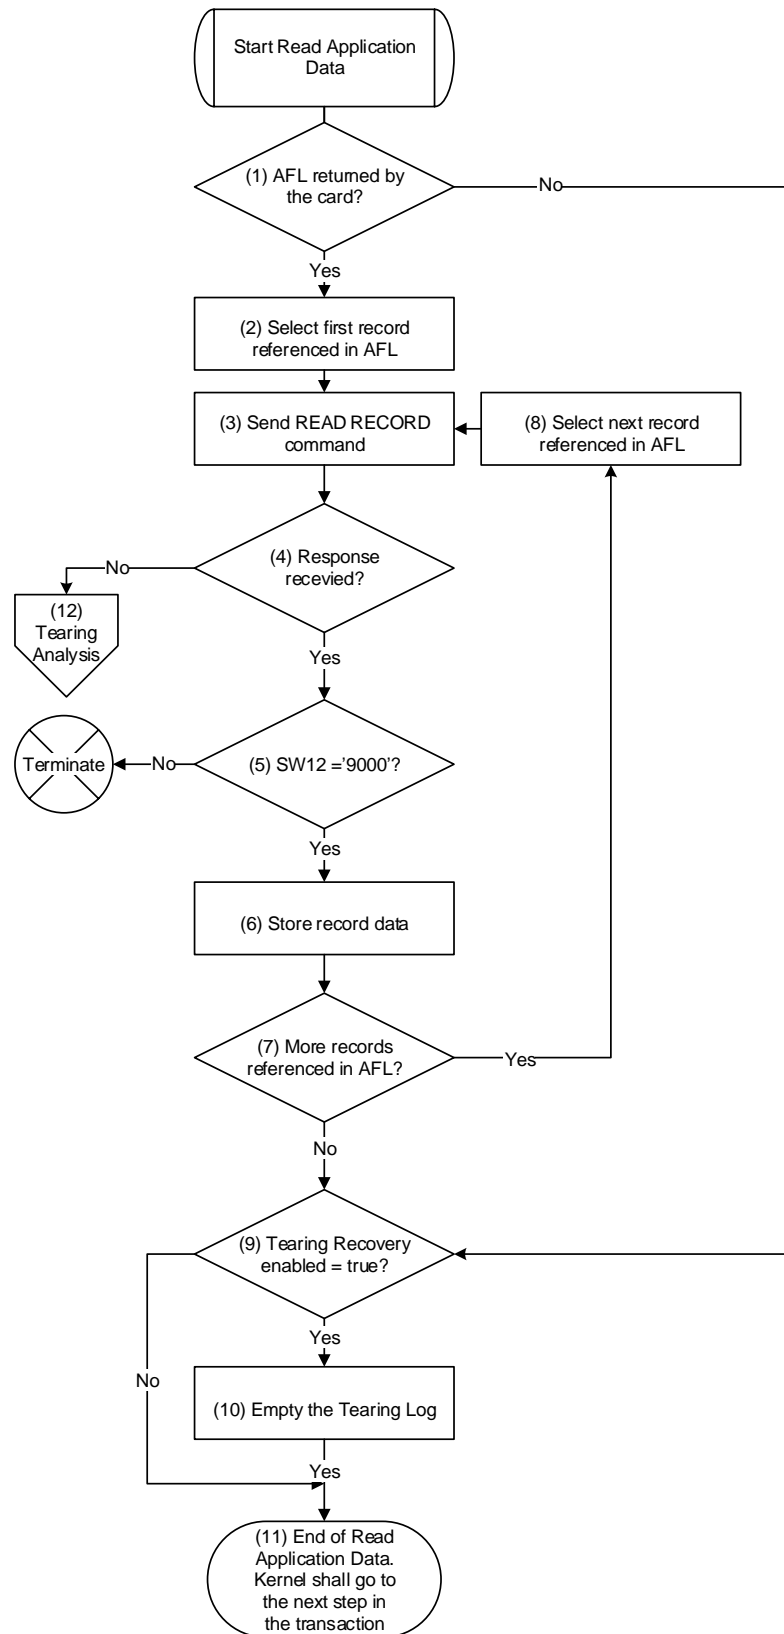 Start Read Application
Data
(1) AFL returned by
the card?
No
Yes
(2) Select first record
referenced in AFL
(3) Send READ RECORD
command
(8) Select next record
referenced in AFL
(4) Response
recevied?
No
(12)
Tearing
Analysis
Yes
(5) SW12 =’9000’?
No
Terminate
Yes
(6) Store record data
(7) More records
referenced in AFL?
Yes
No
(9) Tearing Recovery
enabled = true?
Yes
No
(10) Empty the Tearing Log
Yes
(11) End of Read
Application Data.
Kernel shall go to
the next step in
the transaction